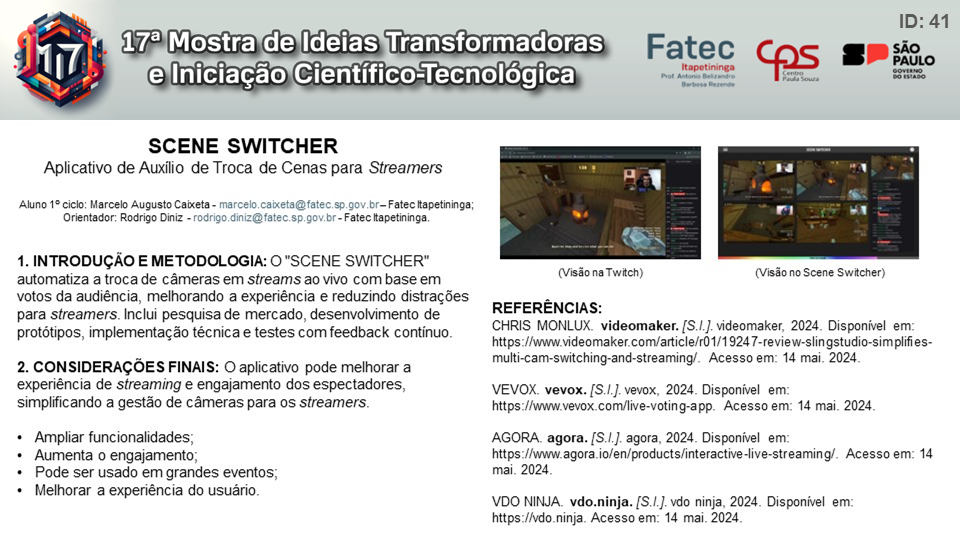 ID: 41
17ª Mostra de Ideias Transformadoras
e Iniciação Científico-Tecnológica
Fatec
Itapetininga
Prof. Antonio Belizandro
Barbosa Rezende
CPS
Centro
Paula Souza
SP
SÃO PAULO
GOVERNO
DO ESTADO
SCENE SWITCHER
Aplicativo de Auxílio de Troca de Cenas para Streamers
Aluno 1º ciclo: Marcelo Augusto Caixeta - marcelo.caixeta@fatec.sp.gov.br– Fatec Itapetininga;
Orientador: Rodrigo Diniz - rodrigo.diniz@fatec.sp.gov.br - Fatec Itapetininga.
1. INTRODUÇÃO E METODOLOGIA: O "SCENE SWITCHER"
automatiza a troca de câmeras em streams ao vivo com base em
votos da audiência, melhorando a experiência e reduzindo distrações
para streamers. Inclui pesquisa de mercado, desenvolvimento de
protótipos, implementação técnica e testes com feedback contínuo.
2. CONSIDERAÇÕES FINAIS: O aplicativo pode melhorar a
experiência de streaming e engajamento dos espectadores,
simplificando a gestão de câmeras para os streamers.
• Ampliar funcionalidades;
• Aumenta o engajamento;
• Pode ser usado em grandes eventos;
• Melhorar a experiência do usuário.
SCENE SWITCHER
(Visão na Twitch)
(Visão no Scene Switcher)
REFERÊNCIAS:
CHRIS MONLUX. videomaker. [S.l.]. videomaker, 2024. Disponível em:
https://www.videomaker.com/article/r01/19247-review-slingstudio-simplifies-
multi-cam-switching-and-streaming/. Acesso em: 14 mai. 2024.
VEVOX. vevox. [S.l.]. vevox, 2024. Disponível em:
https://www.vevox.com/live-voting-app. Acesso em: 14 mai. 2024.
AGORA. agora. [S.l.]. agora, 2024. Disponível em:
https://www.agora.io/en/products/interactive-live-streaming/. Acesso em: 14
mai. 2024.
VDO NINJA. vdo.ninja. [S.l.]. vdo ninja, 2024. Disponível em:
https://vdo.ninja. Acesso em: 14 mai. 2024.